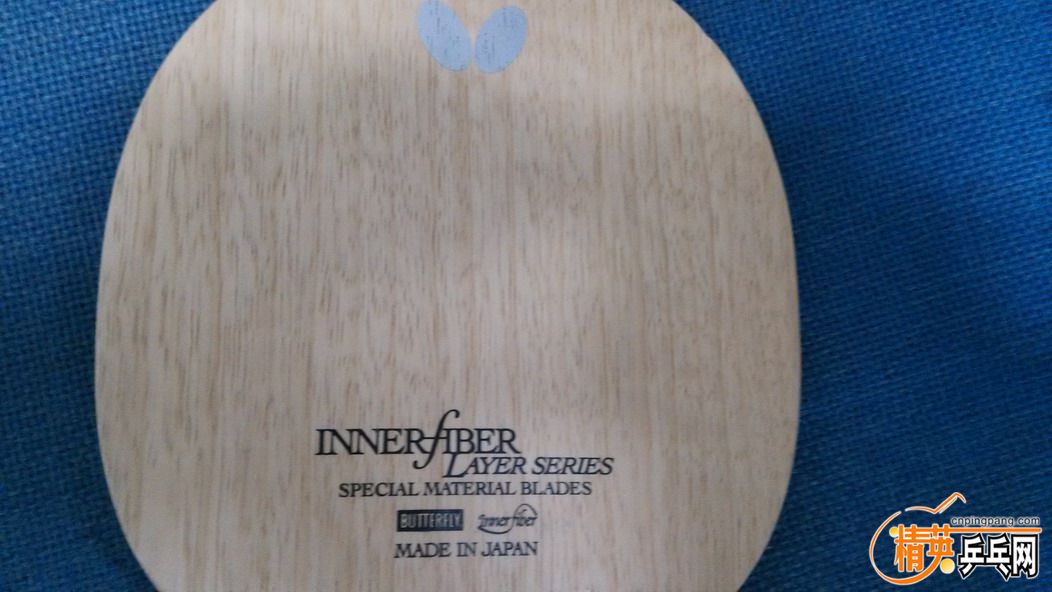 INNERfIBER
LAYER SERIES
SPECIAL MATERIAL BLADES
BUTTERFLY Innerfiber
MADE IN JAPAN
cnpingpang.com
精英乒乓网